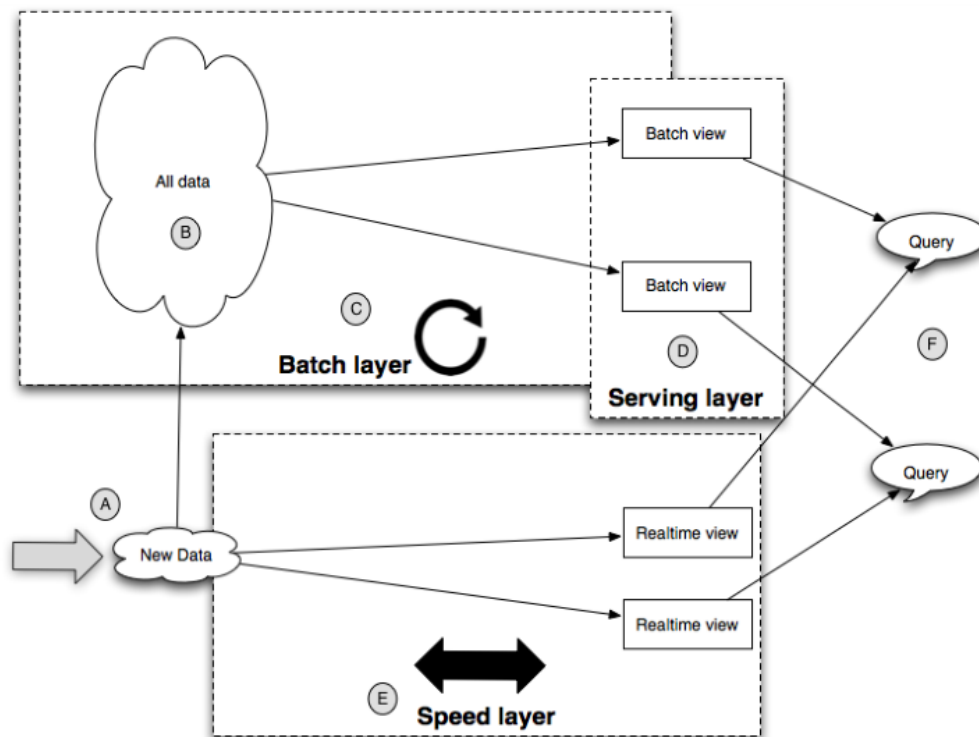 Batch view
All data
B
Query
Batch view
C
F
D
Batch layer
Serving layer
Query
A
Realtime view
New Data
Realtime view
E
Speed layer